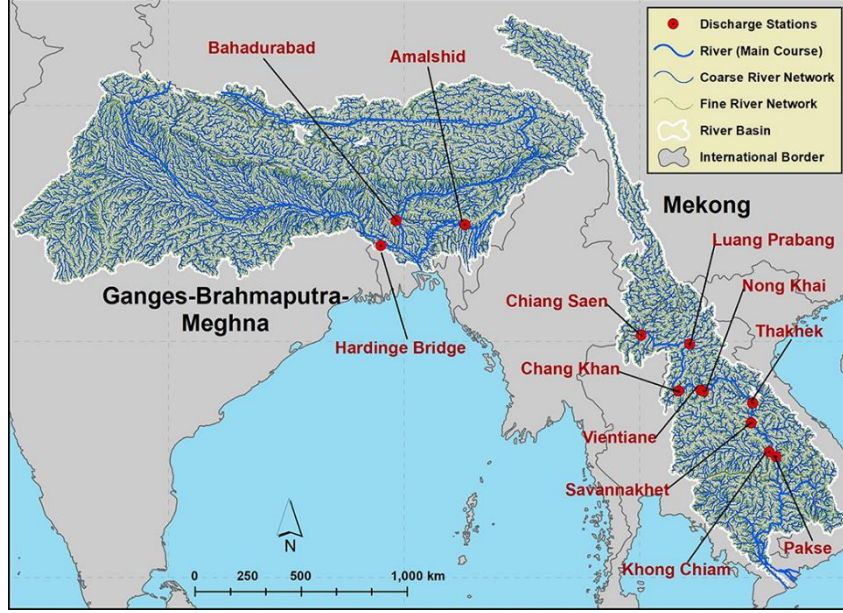 Discharge Stations
River (Main Course)
Coarse River Network
Fine River Network
River Basin
International Border
Bahadurabad
Amalshid
Mekong
Luang Prabang
Nong Khai
Ganges-Brahmaputra-
Meghna
Chiang Saen
Thakhek
Hardinge Bridge
Chang Khan
Vientiane
Savannakhet
Pakse
Khong Chiam
N
0 250 500 1,000 km